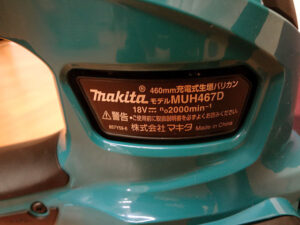 460mm充電式生垣バリカン
makita® モデル MUH467D
18V⎓ n₀2000min⁻¹
⚠警告 ・ご使用前に取扱説明書を必ずよくお読みください。
株式会社 マキタ Made in China